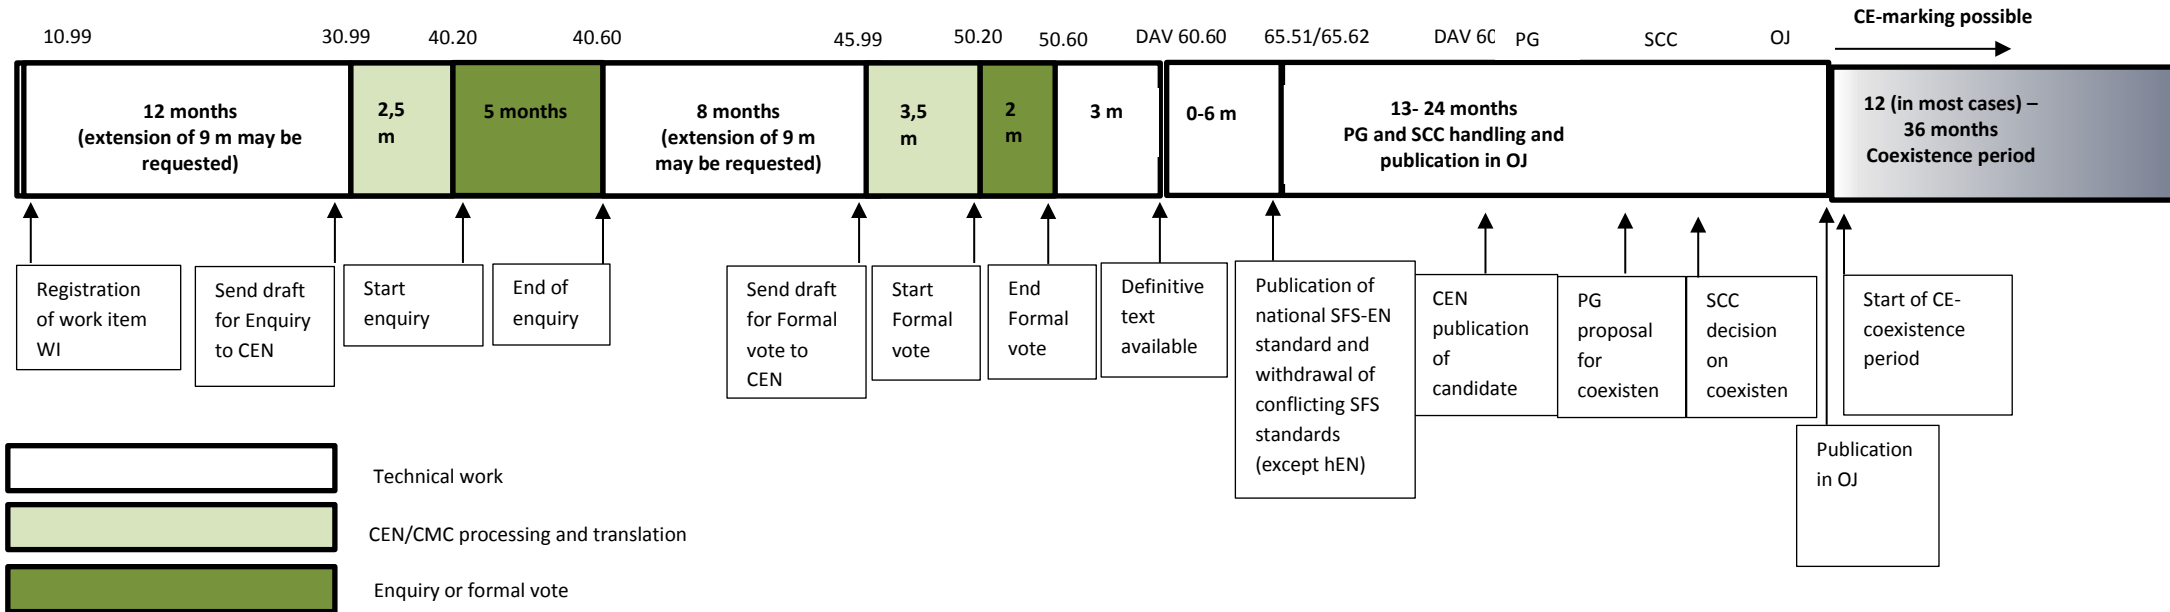 CE-marking possible
10.99
30.99
40.20
40.60
45.99
50.20
50.60
DAV 60.60
65.51/65.62
DAV 60
PG
SCC
OJ
12 months
(extension of 9 m may be
requested)
2,5
m
5 months
8 months
(extension of 9 m
may be requested)
3,5
m
2
m
3 m
0-6 m
13- 24 months
PG and SCC handling and
publication in OJ
12 (in most cases) –
36 months
Coexistence period
Registration
of work item
WI
Send draft
for Enquiry
to CEN
Start
enquiry
End of
enquiry
Send draft
for Formal
vote to
CEN
Start
Formal
vote
End
Formal
vote
Definitive
text
available
Publication of
national SFS-EN
standard and
withdrawal of
conflicting SFS
standards
(except hEN)
CEN
publication
of
candidate
PG
proposal
for
coexisten
SCC
decision
on
coexisten
Publication
in OJ
Start of CE-
coexistence
period
Technical work
CEN/CMC processing and translation
Enquiry or formal vote